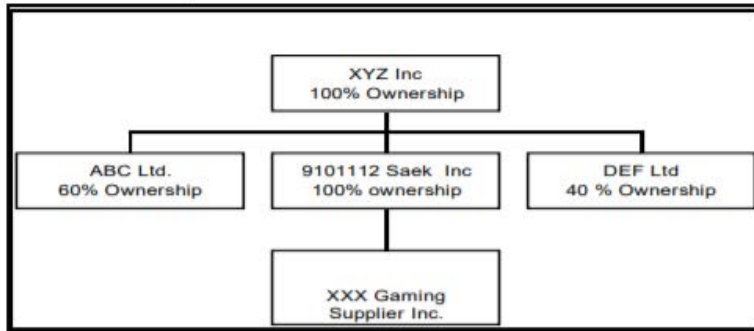 XYZ Inc
100% Ownership
ABC Ltd.
60% Ownership
9101112 Saek Inc
100% ownership
DEF Ltd
40 % Ownership
XXX Gaming
Supplier Inc.